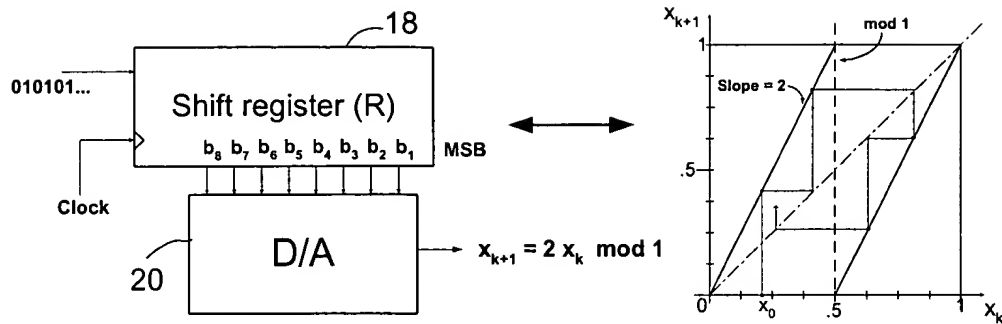 18
010101...
Shift register (R)
b₈ b₇ b₆ b₅ b₄ b₃ b₂ b₁ MSB
Clock
D/A
20
xₖ₊₁ = 2 xₖ mod 1
Xₖ₊₁
mod 1
1
Slope = 2
.5
0
x₀
.5
1
Xₖ